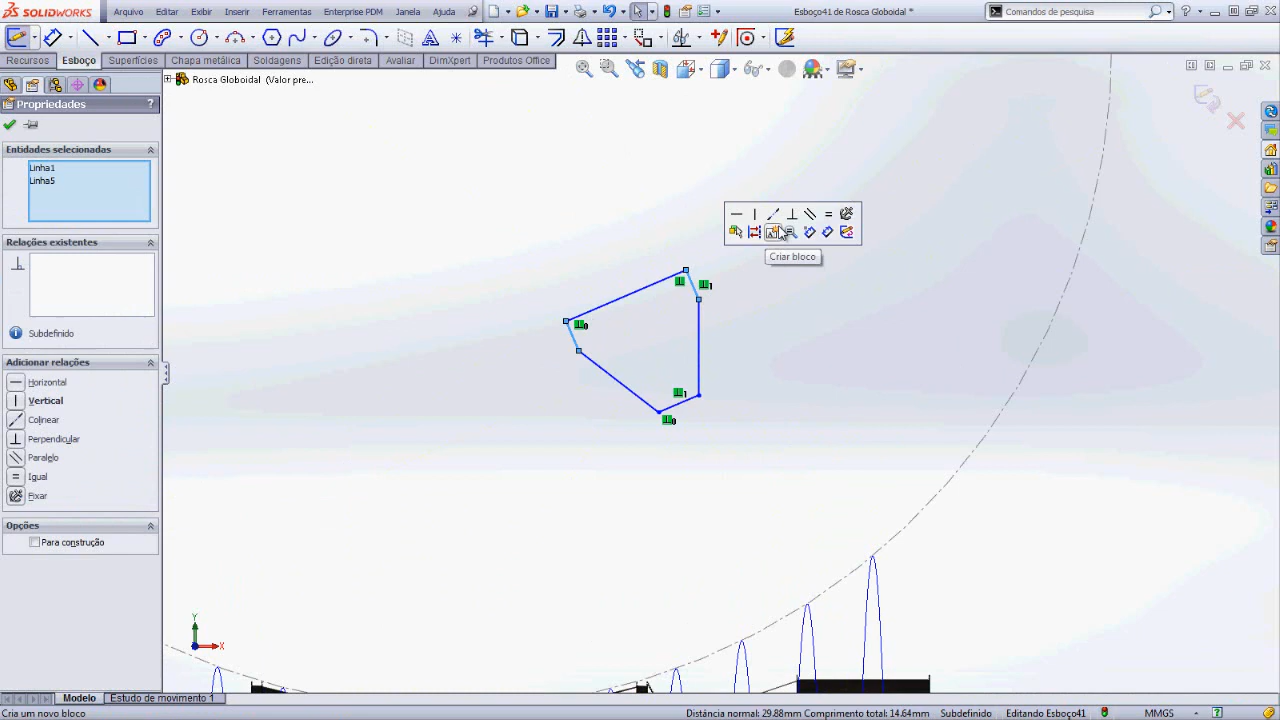 SOLIDWORKS
Arquivo Editar Exibir Inserir Ferramentas Enterprise PDM Janela Ajuda
Esboço41 de Rosca Globoidal *
Comandos de pesquisa
Recursos Esboço Superfícies Chapa metálica Soldagens Edição direta Avaliar DimXpert Produtos Office
Rosca Globoidal (Valor pre...
Propriedades ?
Entidades selecionadas
Linha1
Linha5
Relações existentes
Subdefinido
Adicionar relações
Horizontal
Vertical
Colinear
Perpendicular
Paralelo
Igual
Fixar
Opções
Para construção
Criar bloco
Y
X
Modelo Estudo de movimento 1
Cria um novo bloco
Distância normal: 29.88mm Comprimento total: 14.64mm Subdefinido Editando Esboço41 MMGS